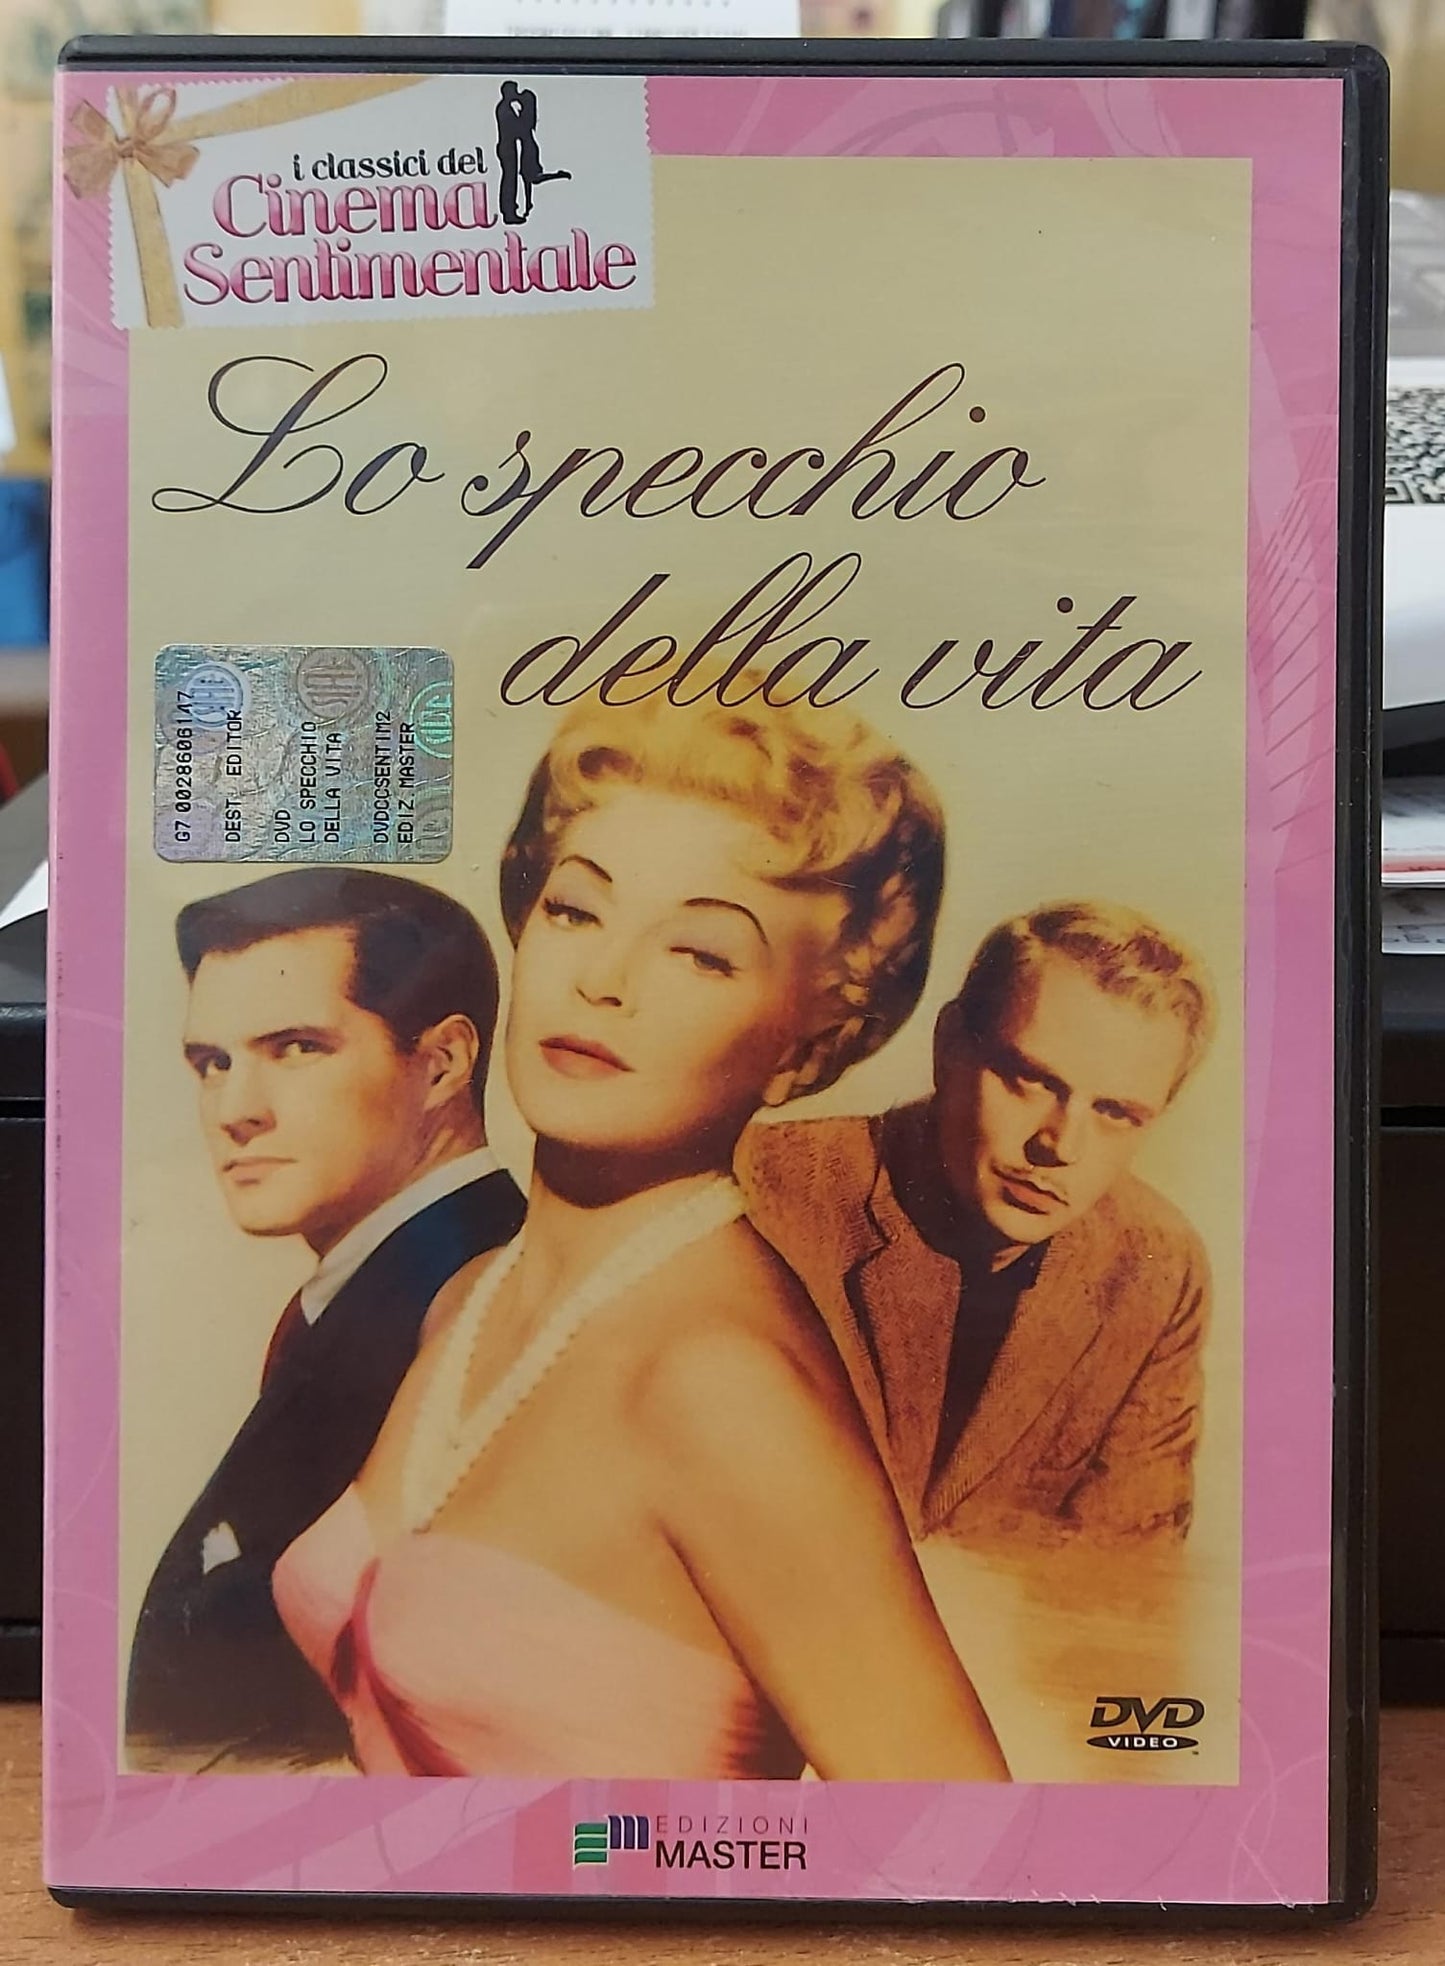 i classici del
Cinema
Sentimentale
Lo specchio
della vita
G7 0028606147
DEST. EDITOR
DVD
LO SPECCHIO
DELLA VITA
DVDCCSENTIM2
EDIZ.MASTER
DVD
VIDEO
EDIZIONI
MASTER